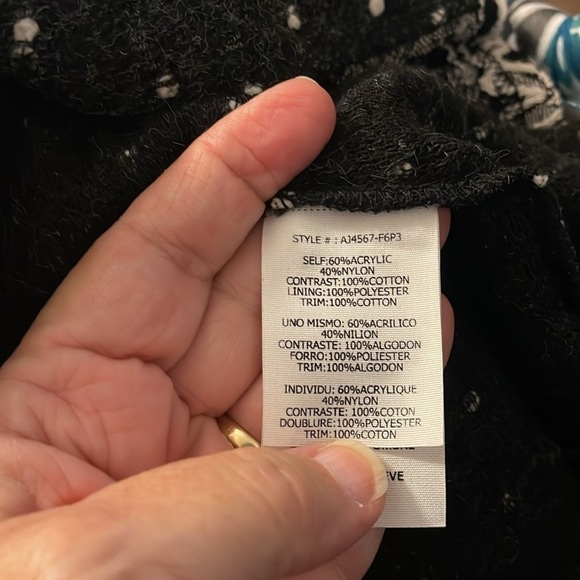 STYLE # : AJ4567-F6P3
SELF:60%ACRYLIC
40%NYLON
CONTRAST:100%COTTON
LINING:100%POLYESTER
TRIM:100%COTTON
UNO MISMO: 60%ACRILICO
40%NILION
CONTRASTE: 100%ALGODON
FORRO:100%POLIESTER
TRIM:100%ALGODON
INDIVIDU: 60%ACRYLIQUE
40%NYLON
CONTRASTE: 100%COTON
DOUBLURE:100%POLYESTER
TRIM:100%COTON